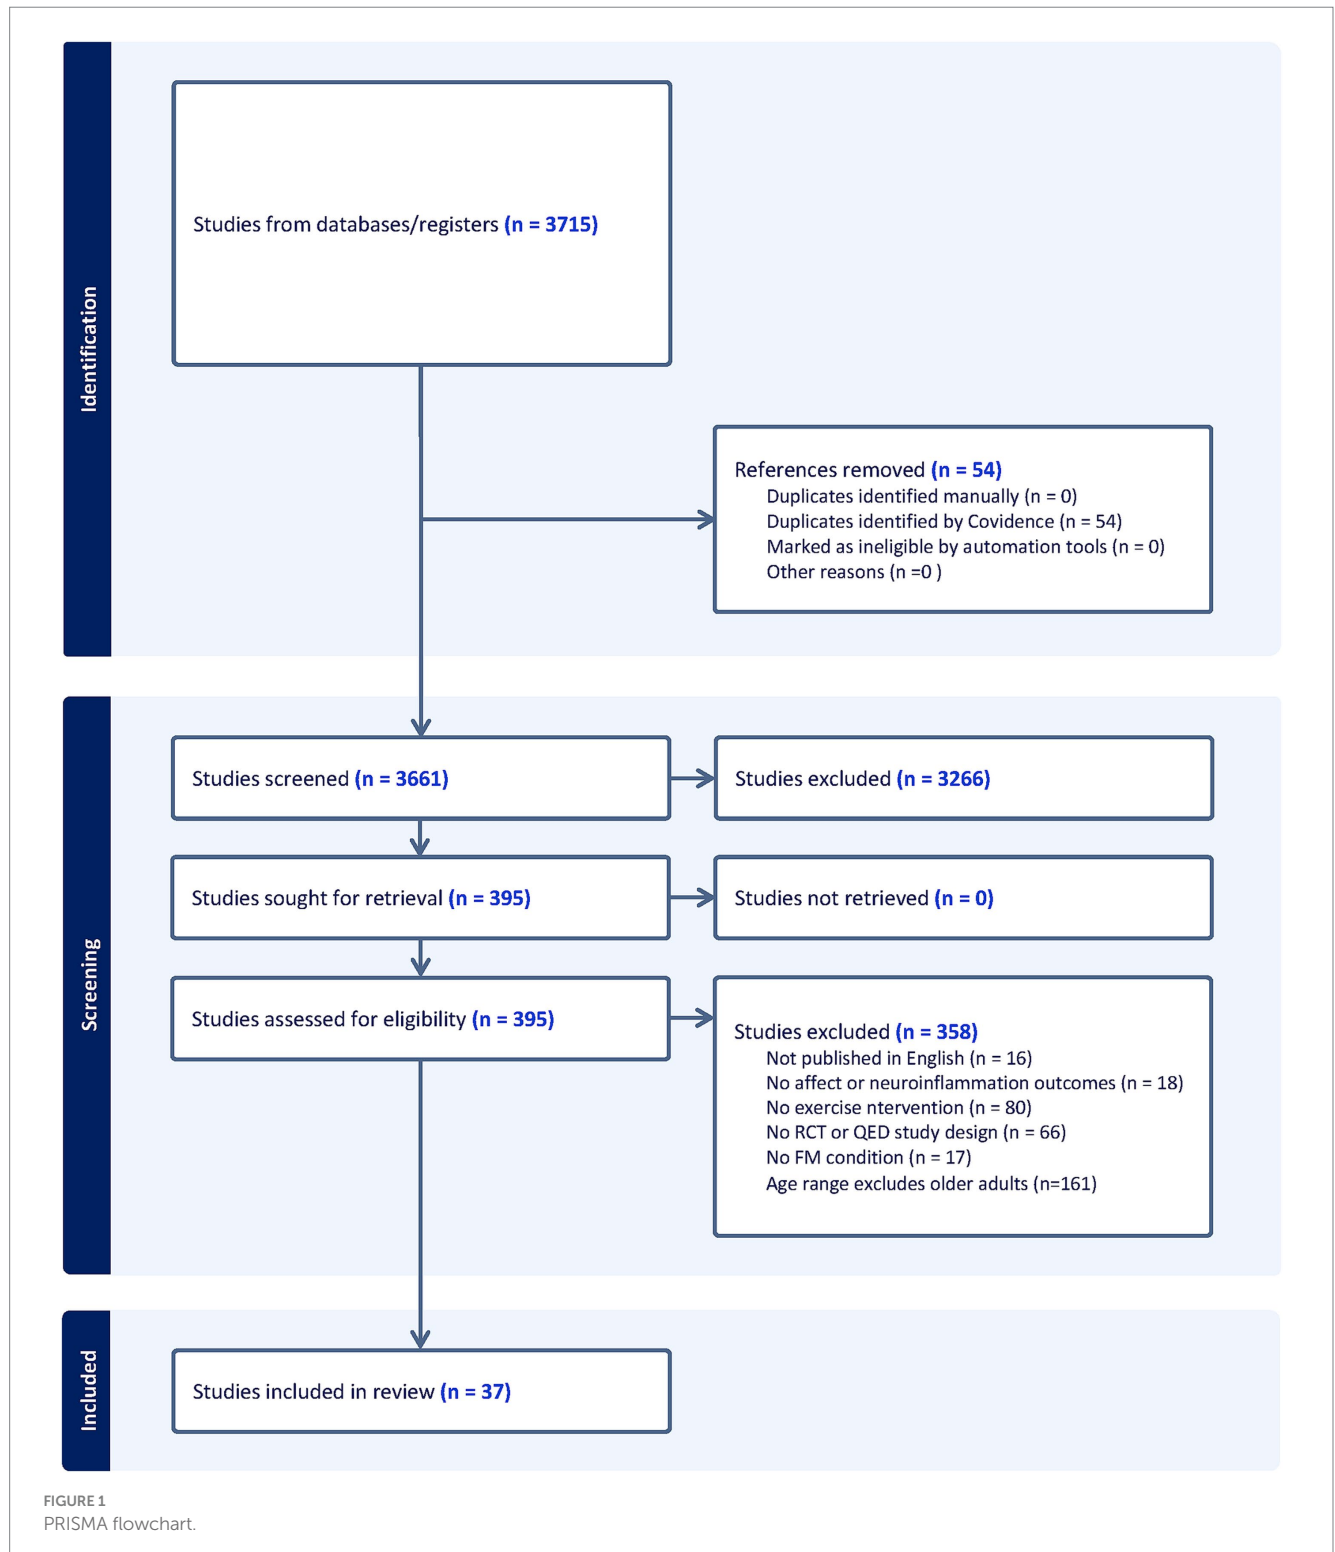 Identification
Studies from databases/registers (n = 3715)
References removed (n = 54)
Duplicates identified manually (n = 0)
Duplicates identified by Covidence (n = 54)
Marked as ineligible by automation tools (n = 0)
Other reasons (n =0 )
Screening
Studies screened (n = 3661)
Studies excluded (n = 3266)
Studies sought for retrieval (n = 395)
Studies not retrieved (n = 0)
Studies assessed for eligibility (n = 395)
Studies excluded (n = 358)
Not published in English (n = 16)
No affect or neuroinflammation outcomes (n = 18)
No exercise ntervention (n = 80)
No RCT or QED study design (n = 66)
No FM condition (n = 17)
Age range excludes older adults (n=161)
Included
Studies included in review (n = 37)
FIGURE 1
PRISMA flowchart.